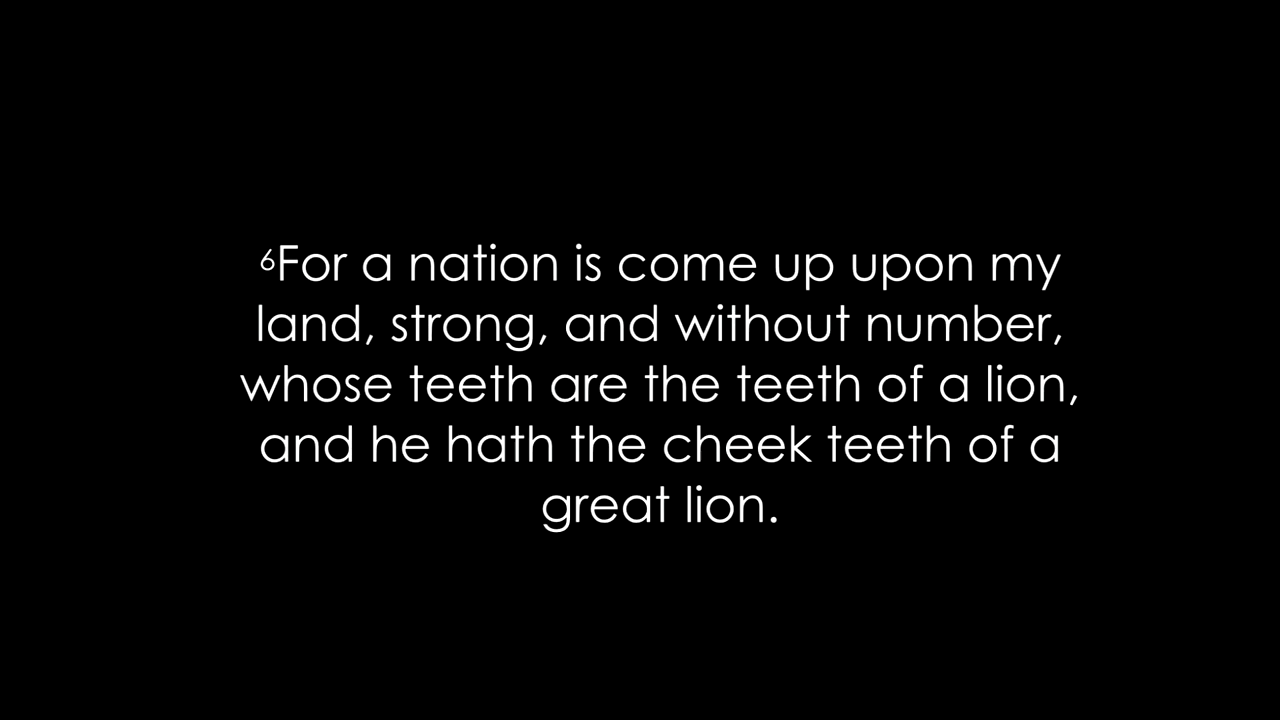 ⁶For a nation is come up upon my
land, strong, and without number,
whose teeth are the teeth of a lion,
and he hath the cheek teeth of a
great lion.